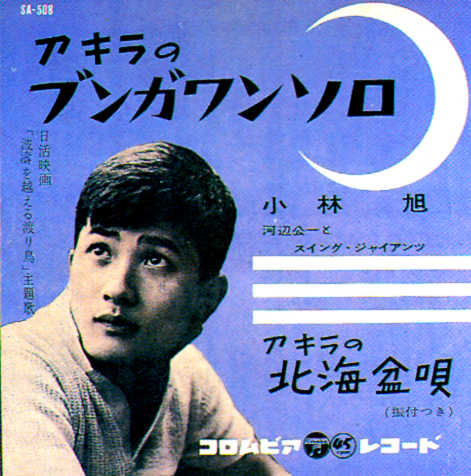 SA-508
アキラの
ブンガワンソロ
日活映画
「波濤を越える渡り鳥」主題歌
小林 旭
河辺公一と
スイング・ジャイアンツ
アキラの
北海盆唄
(振付つき)
コロムビア 45 レコード